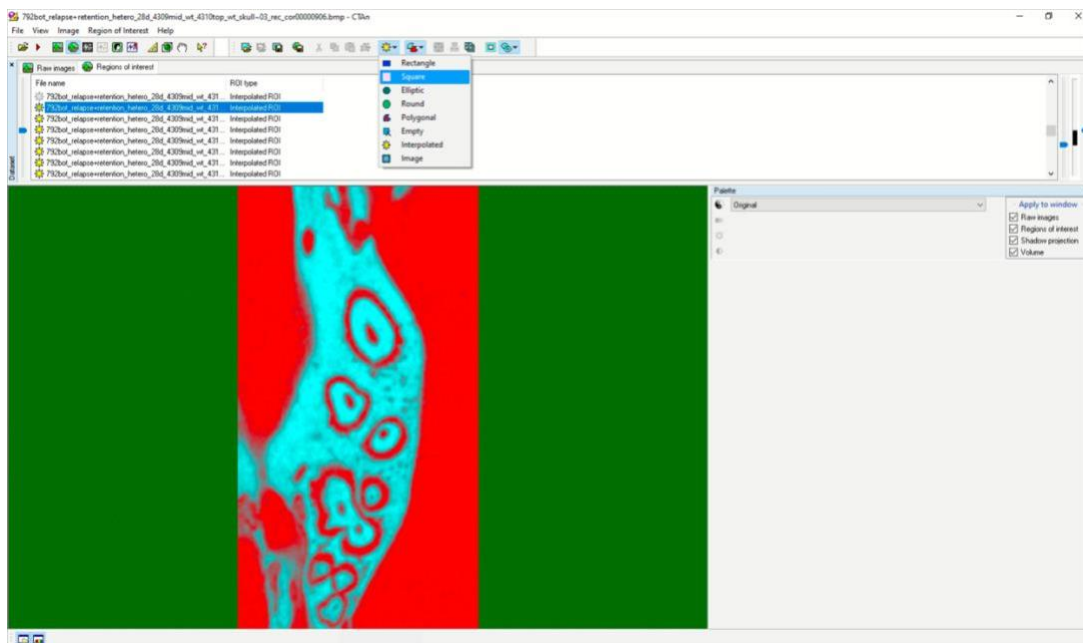 792bot_relapse+retention_hetero_28d_4309mid_wt_4310top_wt_skull~03_rec_cor00000906.bmp - CTAn
File View Image Region of Interest Help
Raw images Regions of interest
File name ROI type
792bot_relapse+retention_hetero_28d_4309mid_wt_431... Interpolated ROI
792bot_relapse+retention_hetero_28d_4309mid_wt_431... Interpolated ROI
792bot_relapse+retention_hetero_28d_4309mid_wt_431... Interpolated ROI
792bot_relapse+retention_hetero_28d_4309mid_wt_431... Interpolated ROI
792bot_relapse+retention_hetero_28d_4309mid_wt_431... Interpolated ROI
792bot_relapse+retention_hetero_28d_4309mid_wt_431... Interpolated ROI
792bot_relapse+retention_hetero_28d_4309mid_wt_431... Interpolated ROI
792bot_relapse+retention_hetero_28d_4309mid_wt_431... Interpolated ROI
Dataset
Rectangle
Square
Elliptic
Round
Polygonal
Empty
Interpolated
Image
Palette
Original
Apply to window
Raw images
Regions of interest
Shadow projection
Volume